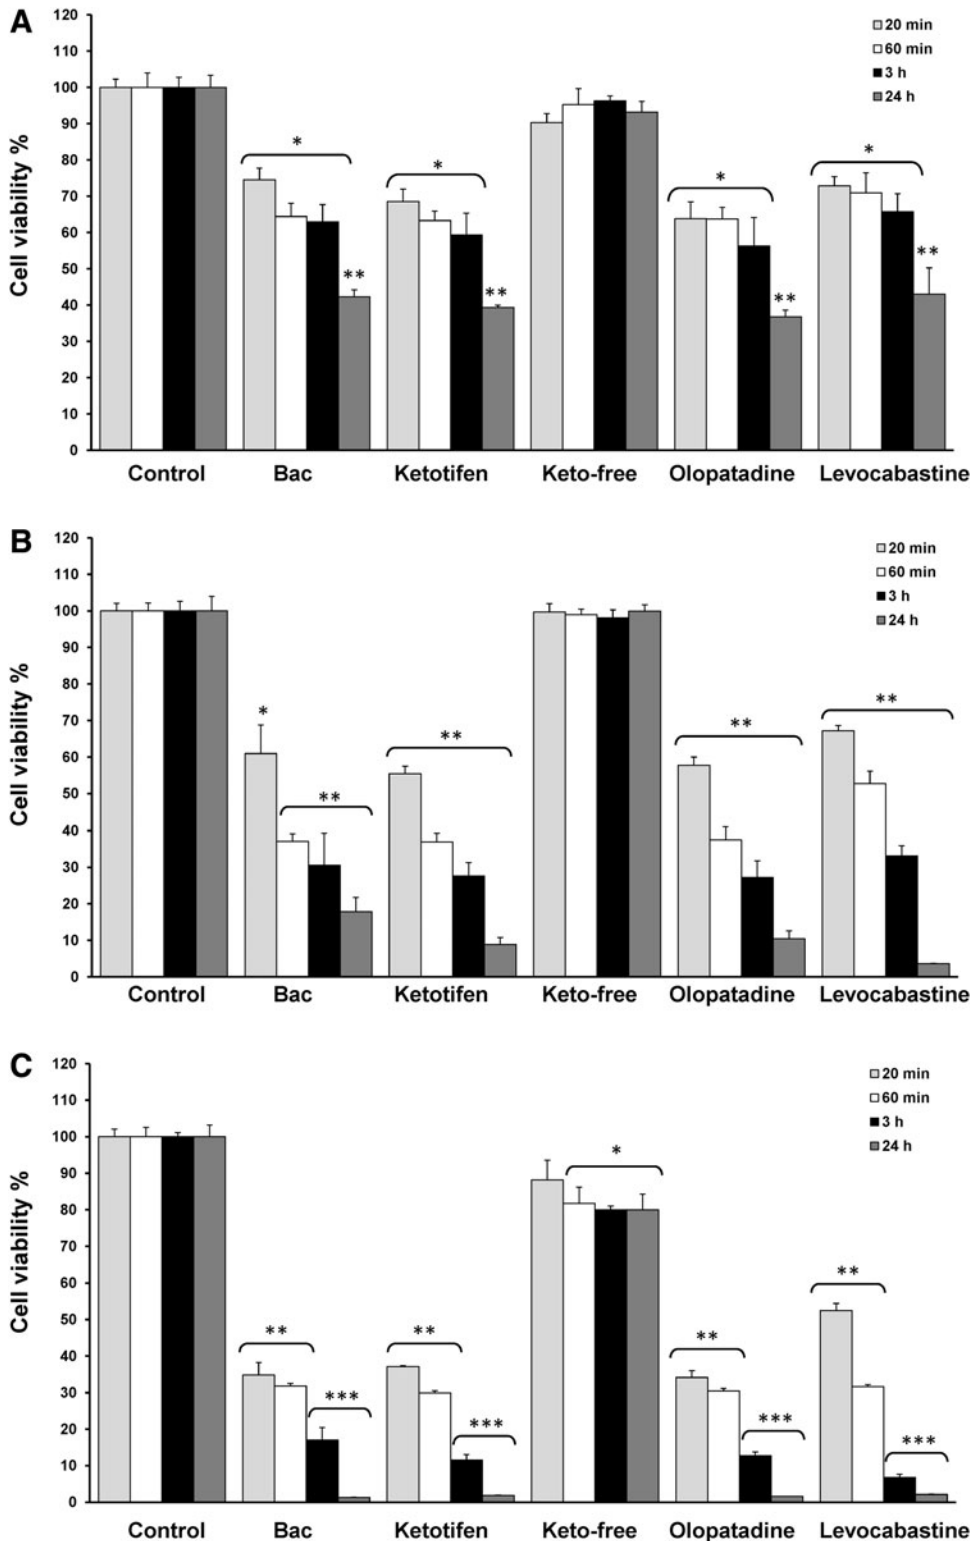 A
120
110
100
90
80
70
60
50
40
30
20
10
0
Cell viability %
20 min
60 min
3 h
24 h
*
**
*
**
*
**
*
**
Control Bac Ketotifen Keto-free Olopatadine Levocabastine
B
120
110
100
90
80
70
60
50
40
30
20
10
0
Cell viability %
20 min
60 min
3 h
24 h
*
**
**
**
**
Control Bac Ketotifen Keto-free Olopatadine Levocabastine
C
120
110
100
90
80
70
60
50
40
30
20
10
0
Cell viability %
20 min
60 min
3 h
24 h
**
***
**
***
*
**
***
**
***
Control Bac Ketotifen Keto-free Olopatadine Levocabastine